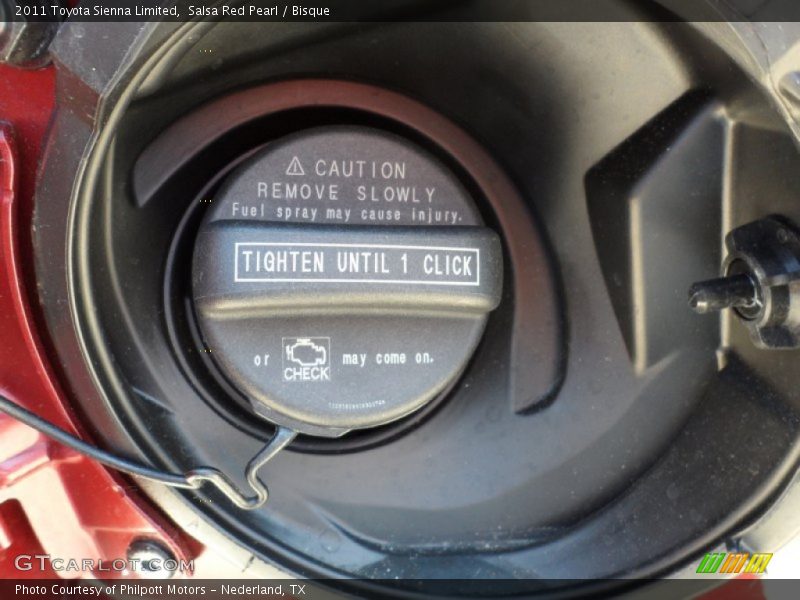 2011 Toyota Sienna Limited, Salsa Red Pearl / Bisque
CAUTION
REMOVE SLOWLY
Fuel spray may cause injury.
TIGHTEN UNTIL 1 CLICK
or CHECK may come on.
GTCARLOT.COM
Photo Courtesy of Philpott Motors - Nederland, TX